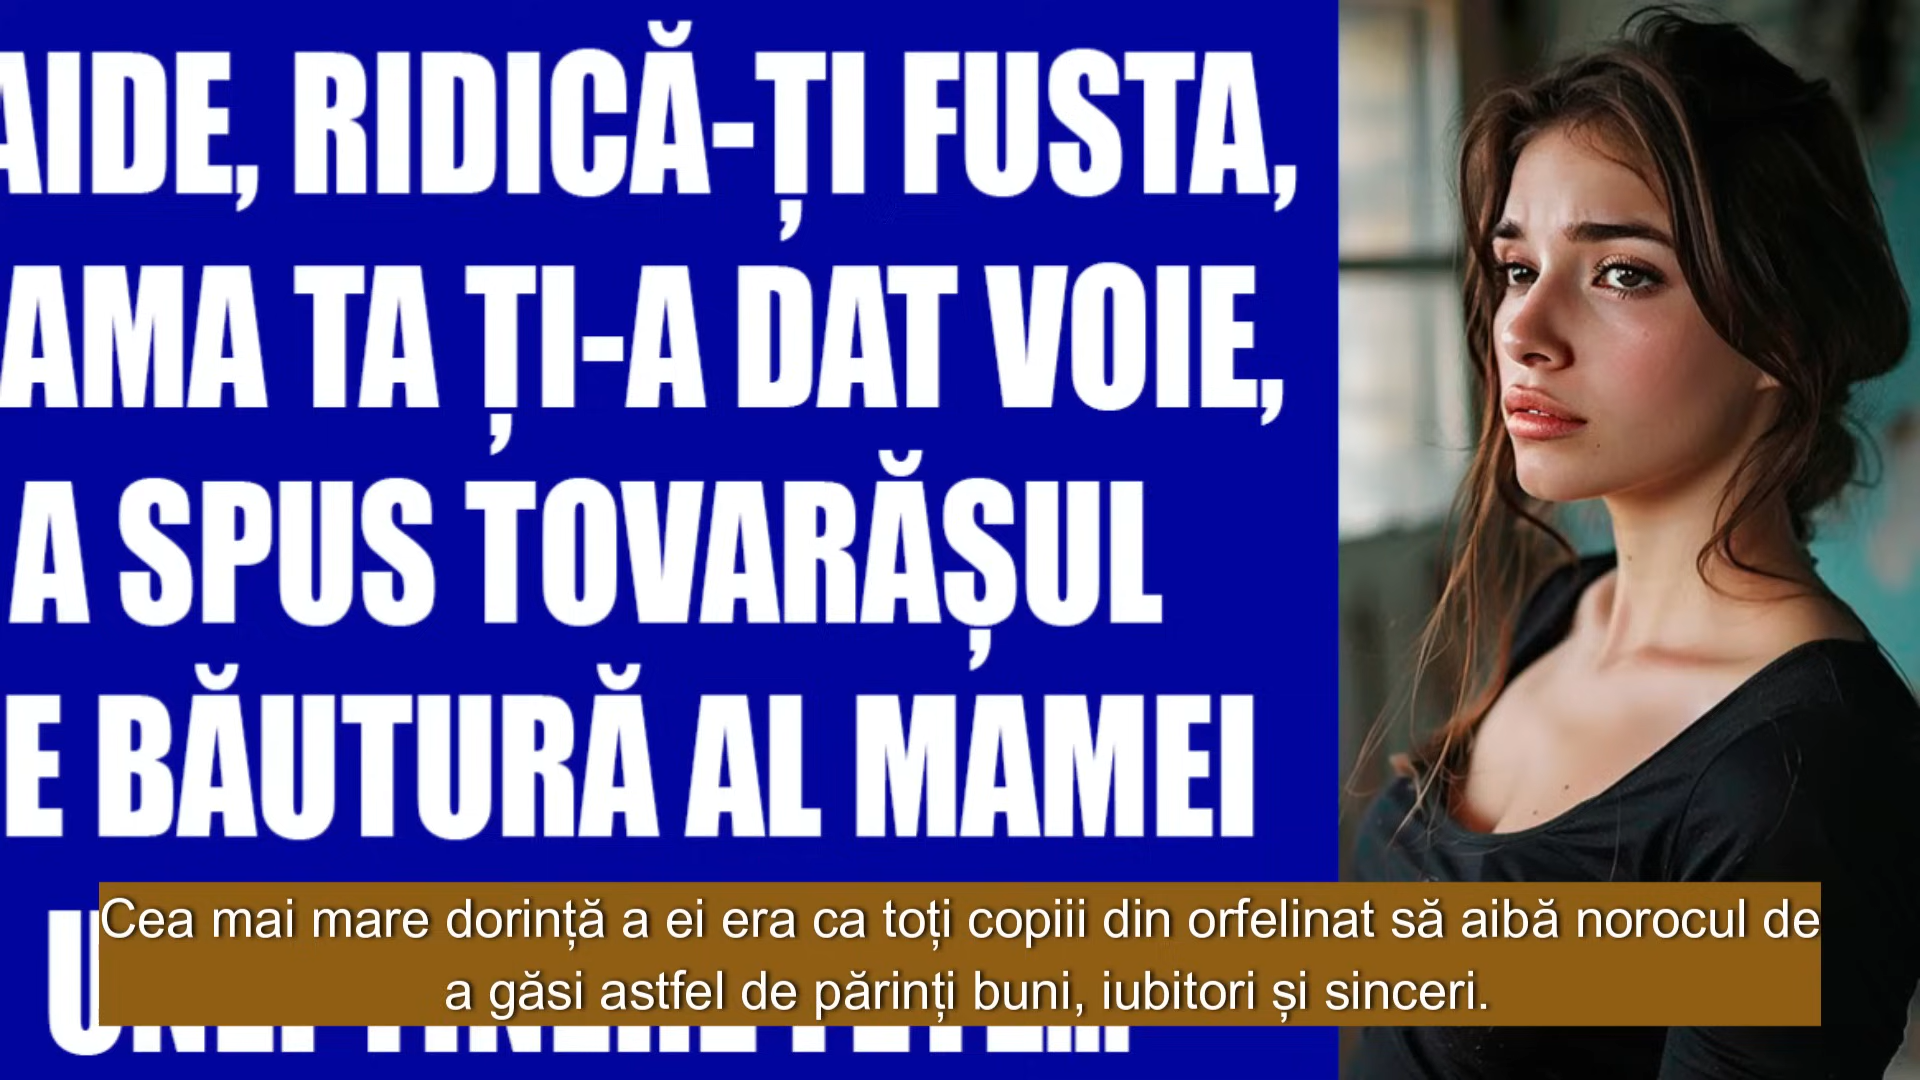 AIDE, RIDICĂ-ȚI FUSTA,
AMA TA ȚI-A DAT VOIE,
A SPUS TOVARĂȘUL
E BĂUTURĂ AL MAMEI
Cea mai mare dorință a ei era ca toți copiii din orfelinat să aibă norocul de
a găsi astfel de părinți buni, iubitori și sinceri.